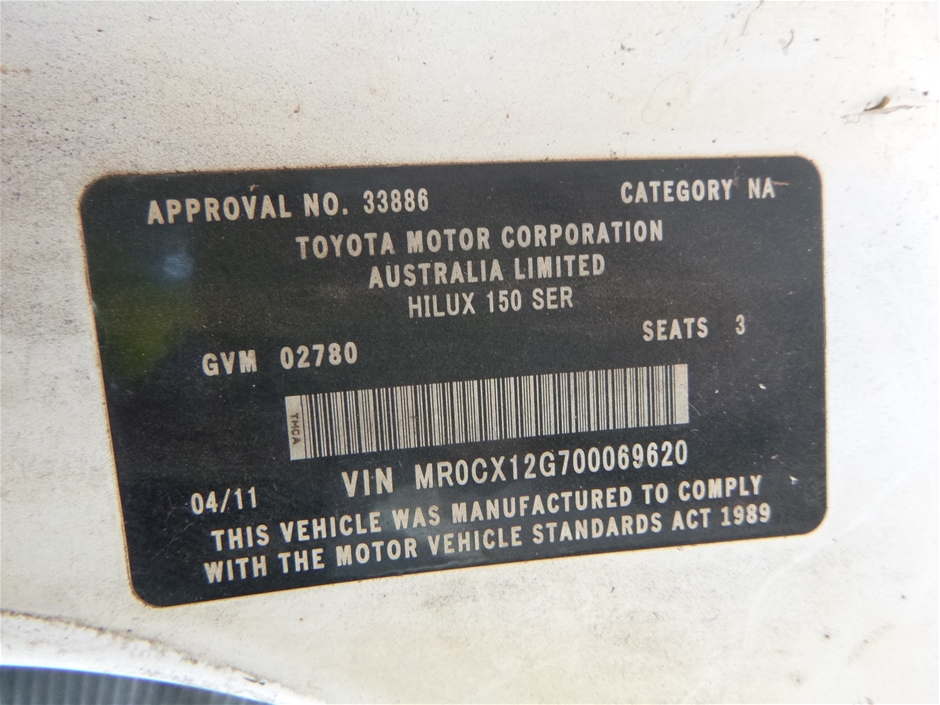 APPROVAL NO. 33886 CATEGORY NA
TOYOTA MOTOR CORPORATION
AUSTRALIA LIMITED
HILUX 150 SER
GVM 02780 SEATS 3
TMCA
VIN MR0CX12G700069620
04/11
THIS VEHICLE WAS MANUFACTURED TO COMPLY
WITH THE MOTOR VEHICLE STANDARDS ACT 1989